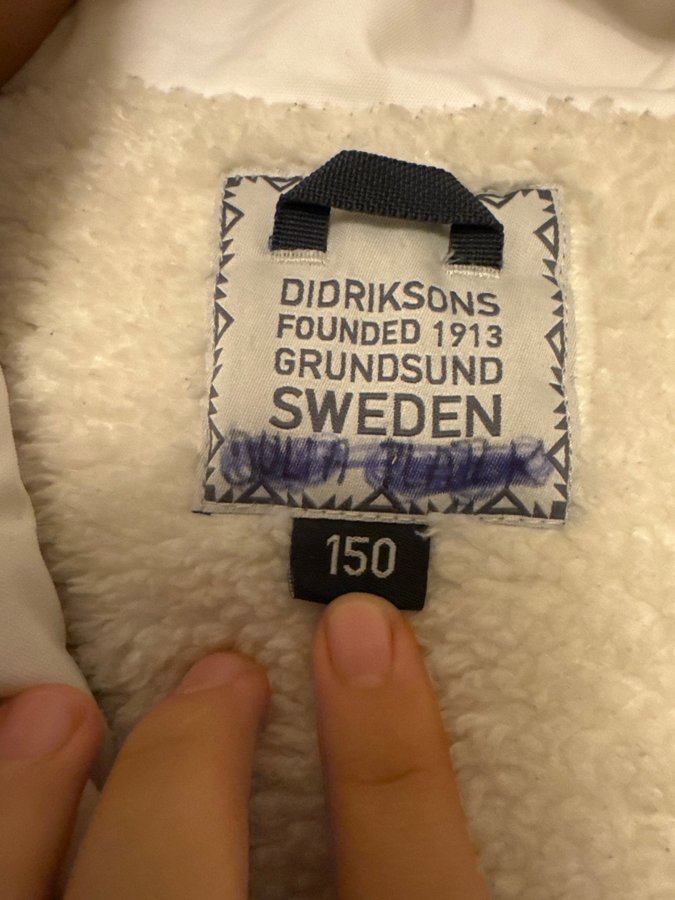 DIDRIKSONS
FOUNDED 1913
GRUNDSUND
SWEDEN
150